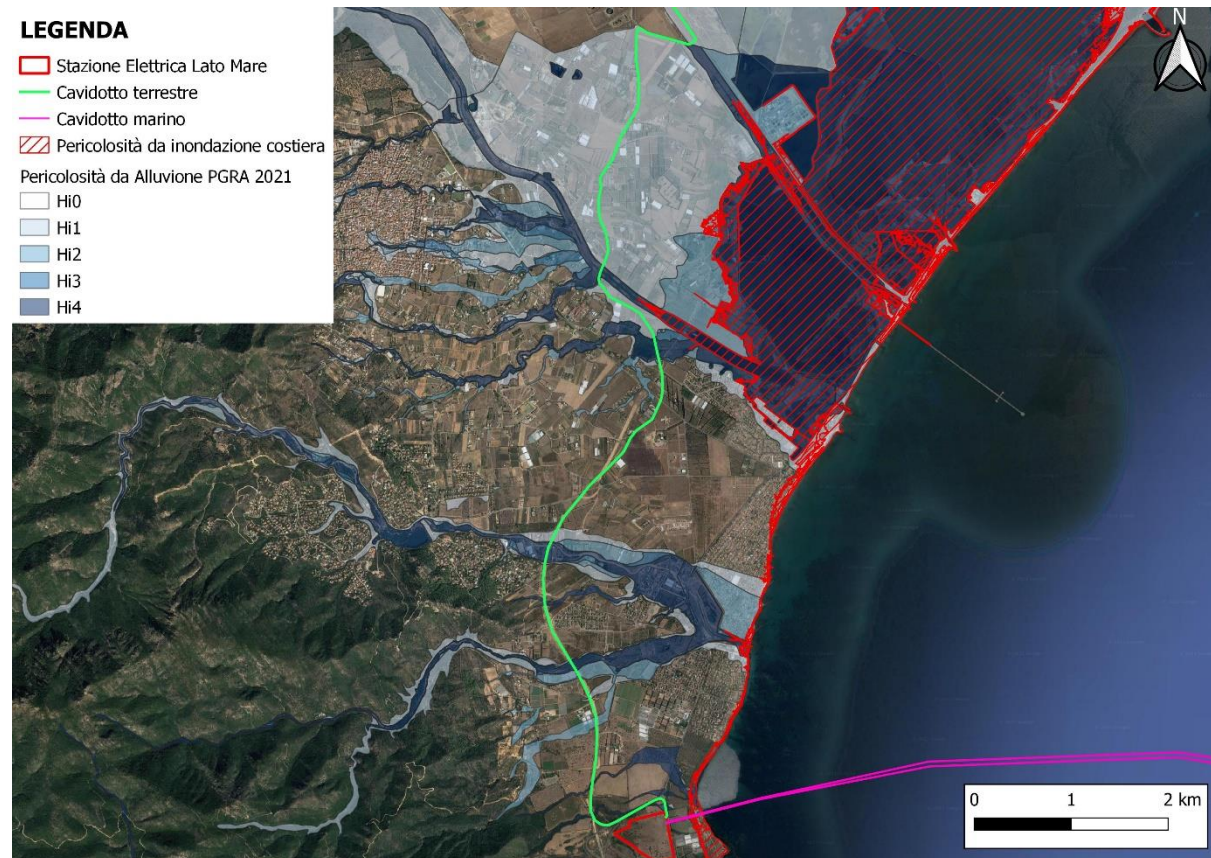 LEGENDA
Stazione Elettrica Lato Mare
Cavidotto terrestre
Cavidotto marino
Pericolosità da inondazione costiera
Pericolosità da Alluvione PGRA 2021
Hi0
Hi1
Hi2
Hi3
Hi4
N
0 1 2 km